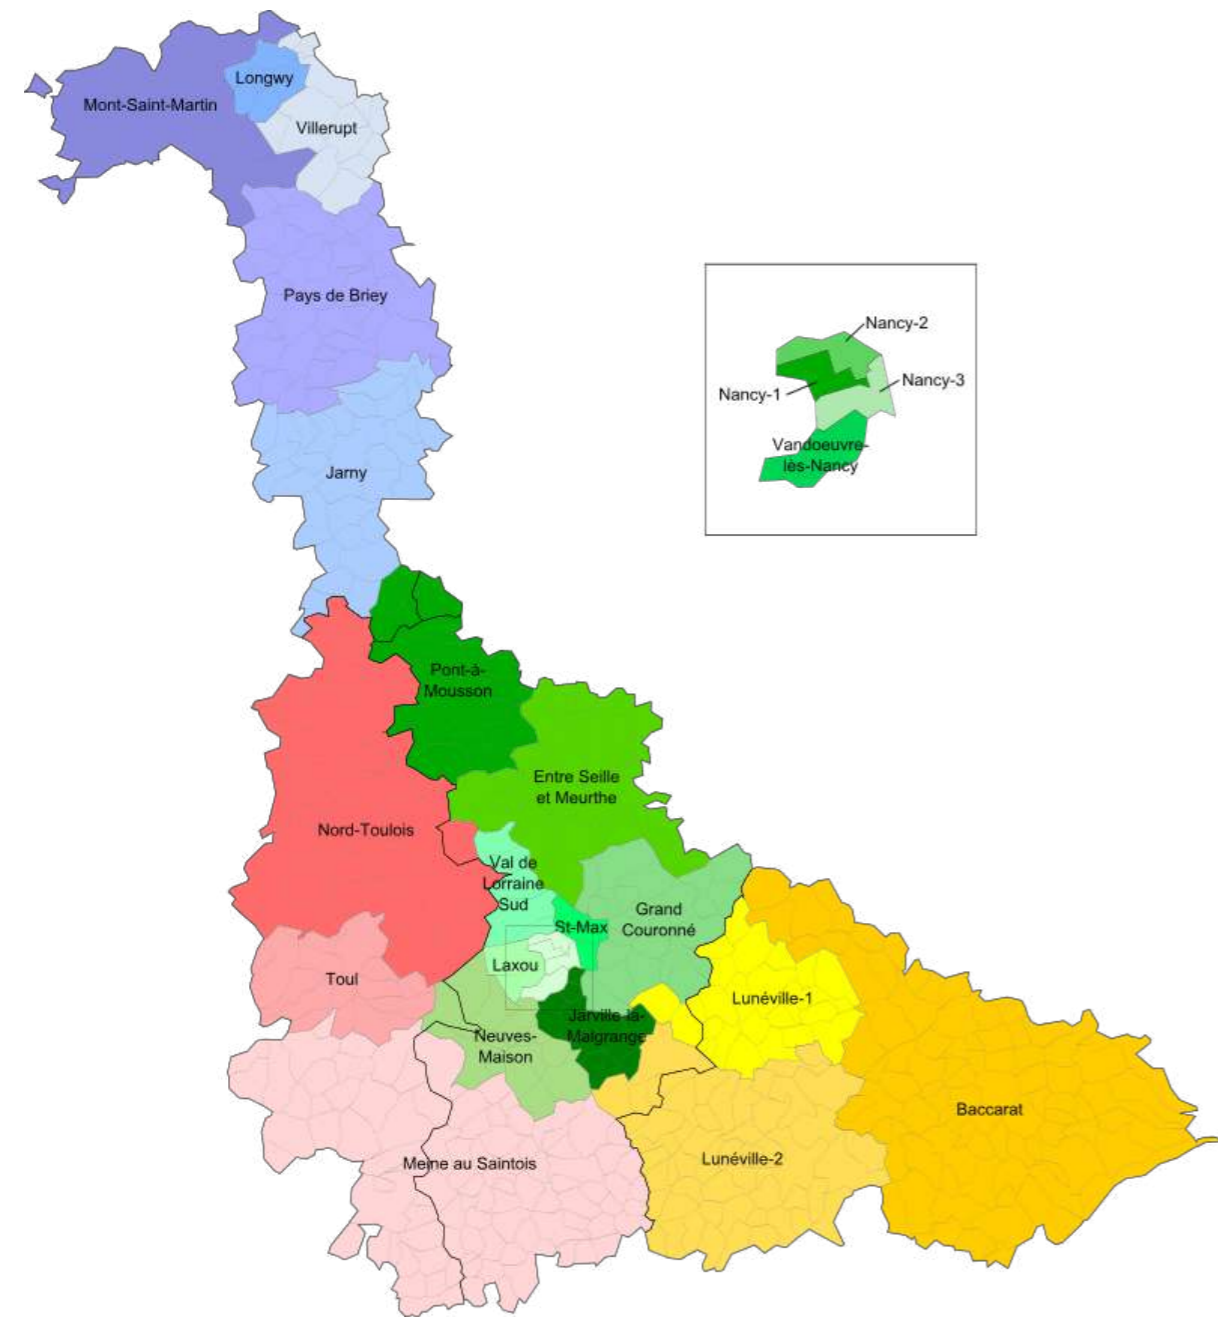 Longwy
Mont-Saint-Martin
Villerupt
Pays de Briey
Nancy-2
Nancy-3
Nancy-1
Vandoeuvre-
lès-Nancy
Jarny
Pont-à-
Mousson
Entre Seille
et Meurthe
Nord-Toulois
Val de
Lorraine
Sud
Grand
Couronné
St-Max
Laxou
Toul
Lunéville-1
Jarville-la-
Malgrange
Neuves-
Maison
Baccarat
Meine au Saintois
Lunéville-2